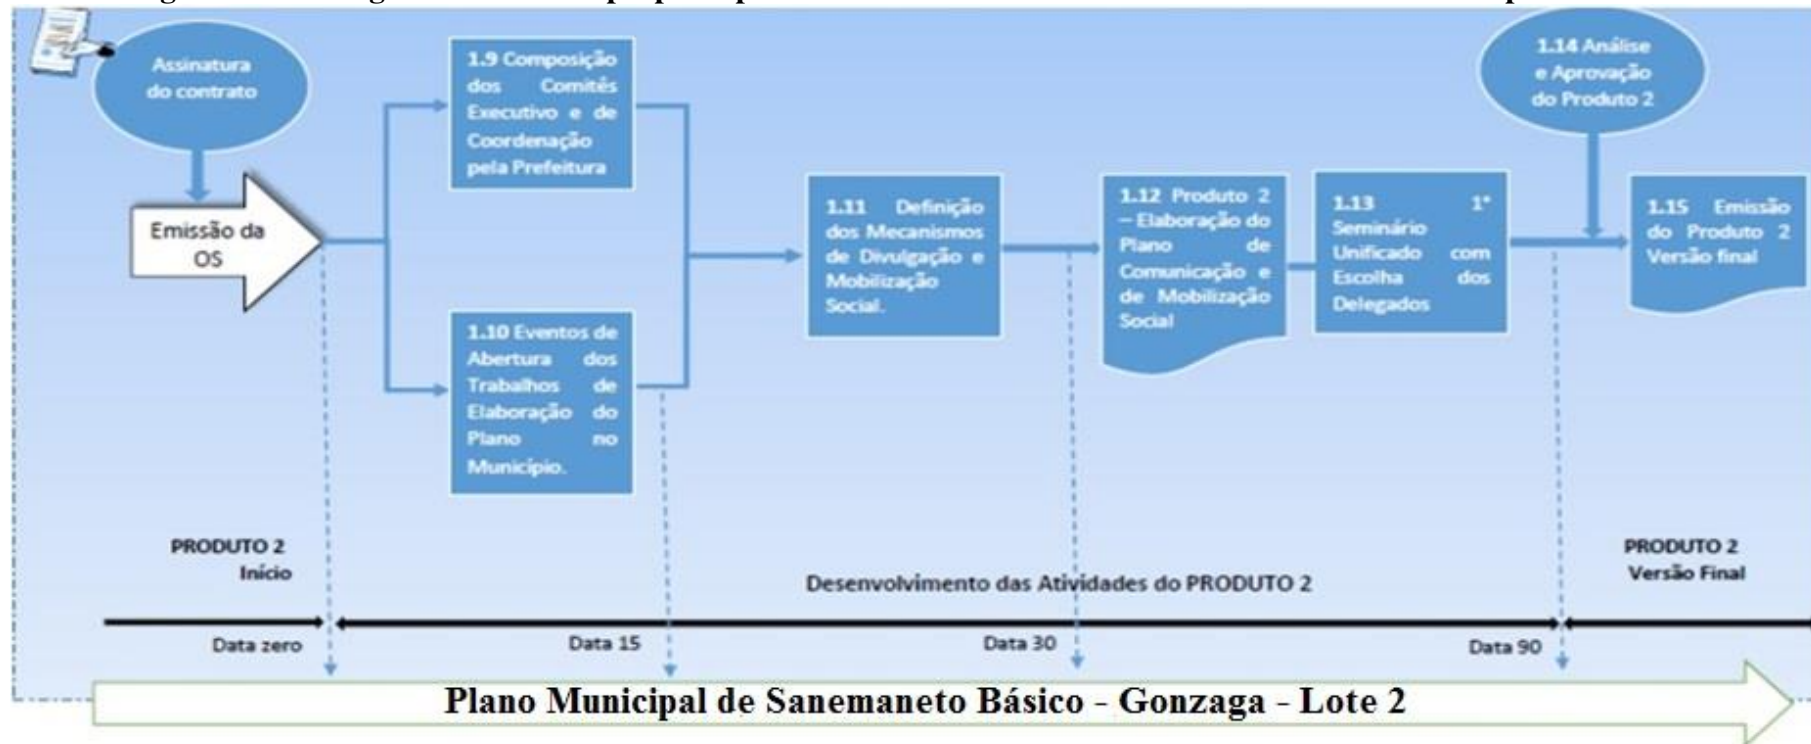 Assinatura
do contrato
Emissão da
OS
1.9 Composição
dos Comitês
Executivo e de
Coordenação
pela Prefeitura
1.10 Eventos de
Abertura dos
Trabalhos de
Elaboração do
Plano no
Município.
1.11 Definição
dos Mecanismos
de Divulgação e
Mobilização
Social.
1.12 Produto 2
– Elaboração do
Plano de
Comunicação e
de Mobilização
Social
1.13 1°
Seminário
Unificado com
Escolha dos
Delegados
1.14 Análise
e Aprovação
do Produto 2
1.15 Emissão
do Produto 2
Versão final
PRODUTO 2
Início
Desenvolvimento das Atividades do PRODUTO 2
PRODUTO 2
Versão Final
Data zero
Data 15
Data 30
Data 90
Plano Municipal de Sanemaneto Básico - Gonzaga - Lote 2